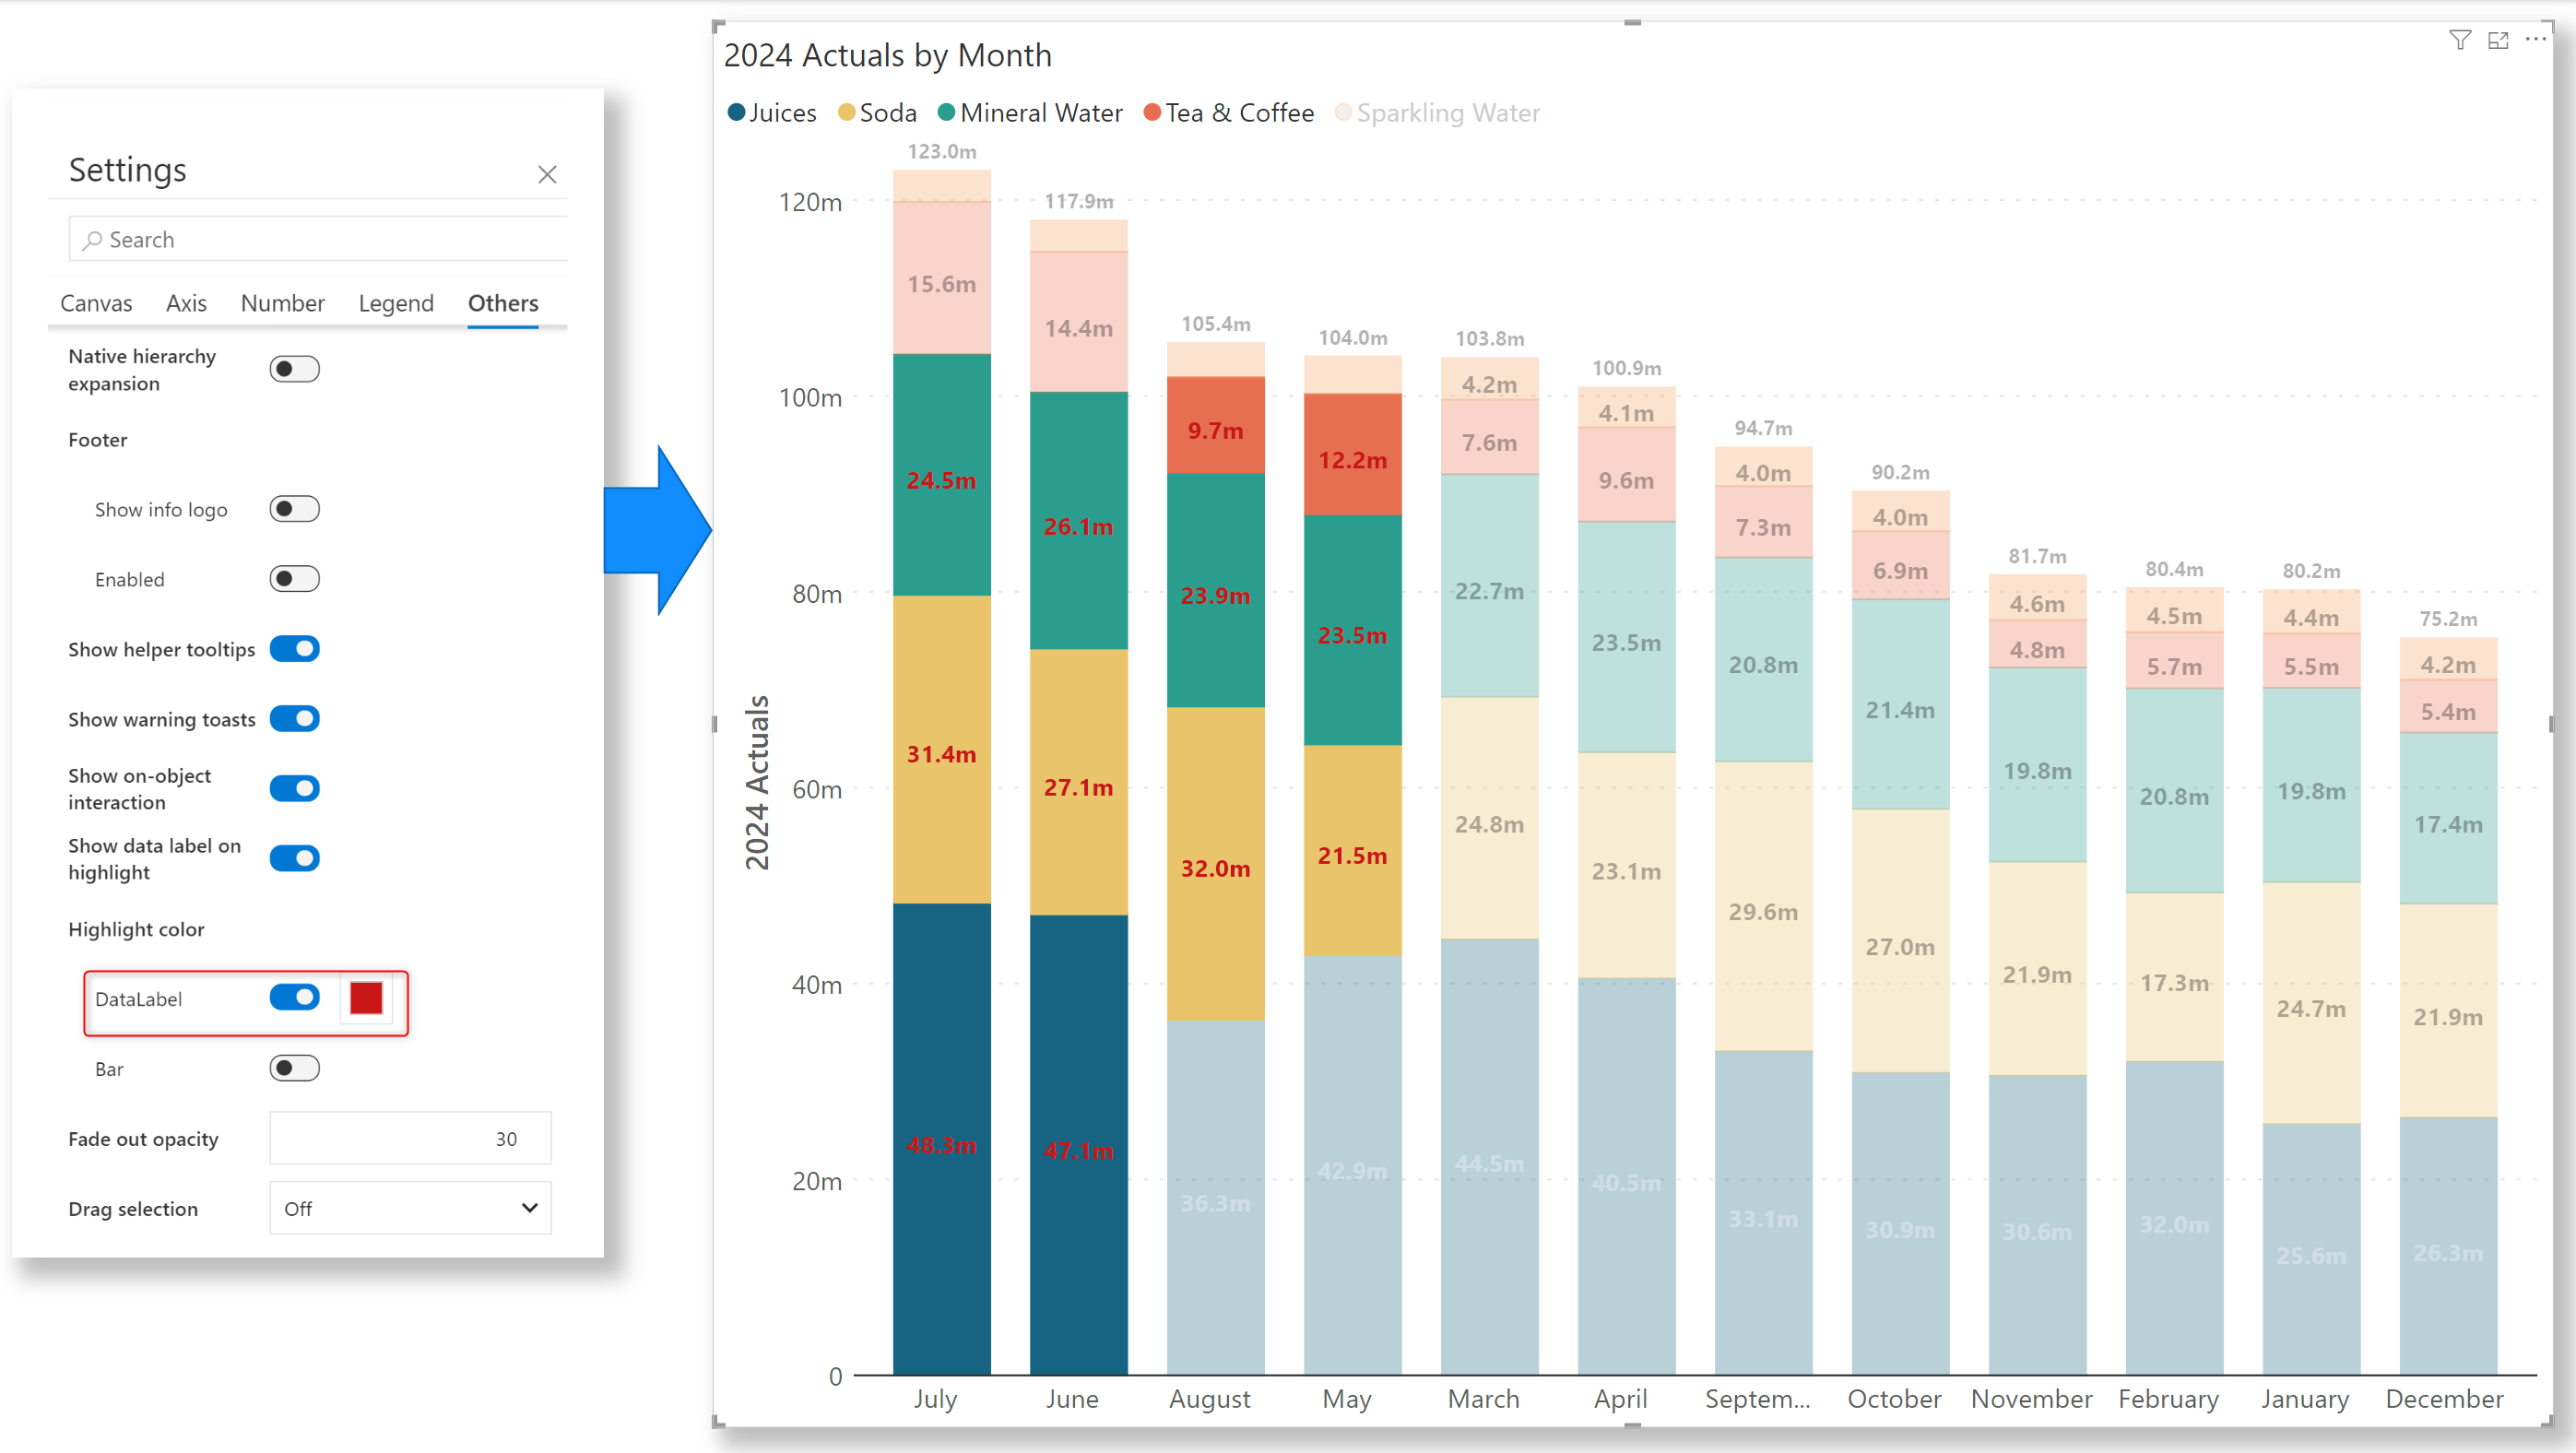 Settings
Search
Canvas Axis Number Legend Others
Native hierarchy
expansion
Footer
Show info logo
Enabled
Show helper tooltips
Show warning toasts
Show on-object
interaction
Show data label on
highlight
Highlight color
DataLabel
Bar
Fade out opacity 30
Drag selection Off
2024 Actuals by Month
Juices Soda Mineral Water Tea & Coffee Sparkling Water
2024 Actuals
120m
100m
80m
60m
40m
20m
0
123.0m
15.6m
24.5m
31.4m
48.3m
July
117.9m
14.4m
26.1m
27.1m
47.1m
June
105.4m
9.7m
23.9m
32.0m
36.3m
August
104.0m
12.2m
23.5m
21.5m
42.9m
May
103.8m
4.2m
7.6m
22.7m
24.8m
44.5m
March
100.9m
4.1m
9.6m
23.5m
23.1m
40.5m
April
94.7m
4.0m
7.3m
20.8m
29.6m
33.1m
Septem...
90.2m
4.0m
6.9m
21.4m
27.0m
30.9m
October
81.7m
4.6m
4.8m
19.8m
21.9m
30.6m
November
80.4m
4.5m
5.7m
20.8m
17.3m
32.0m
February
80.2m
4.4m
5.5m
19.8m
24.7m
25.6m
January
75.2m
4.2m
5.4m
17.4m
21.9m
26.3m
December